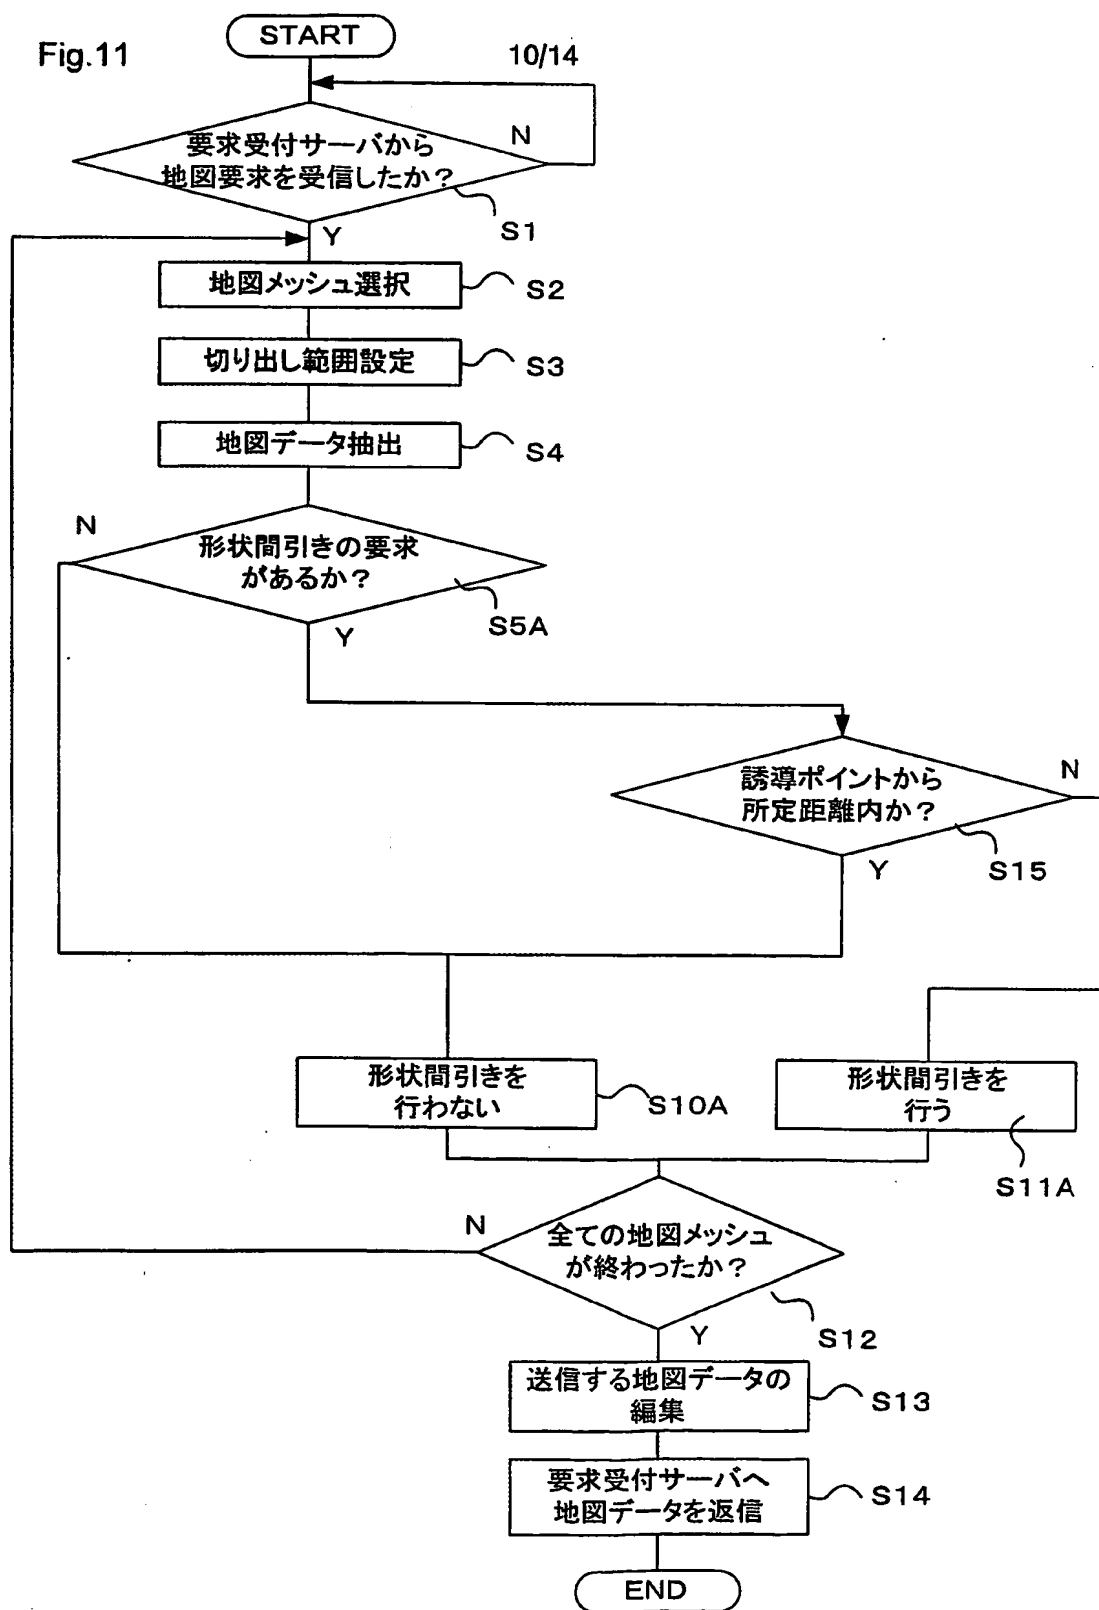 Fig.11
START
10/14
要求受付サーバから
地図要求を受信したか？
N
S1
Y
地図メッシュ選択
S2
切り出し範囲設定
S3
地図データ抽出
S4
N
形状間引きの要求
があるか？
S5A
Y
誘導ポイントから
所定距離内か？
N
S15
Y
形状間引きを
行わない
S10A
形状間引きを
行う
S11A
N
全ての地図メッシュ
が終わったか？
S12
Y
送信する地図データの
編集
S13
要求受付サーバへ
地図データを返信
S14
END